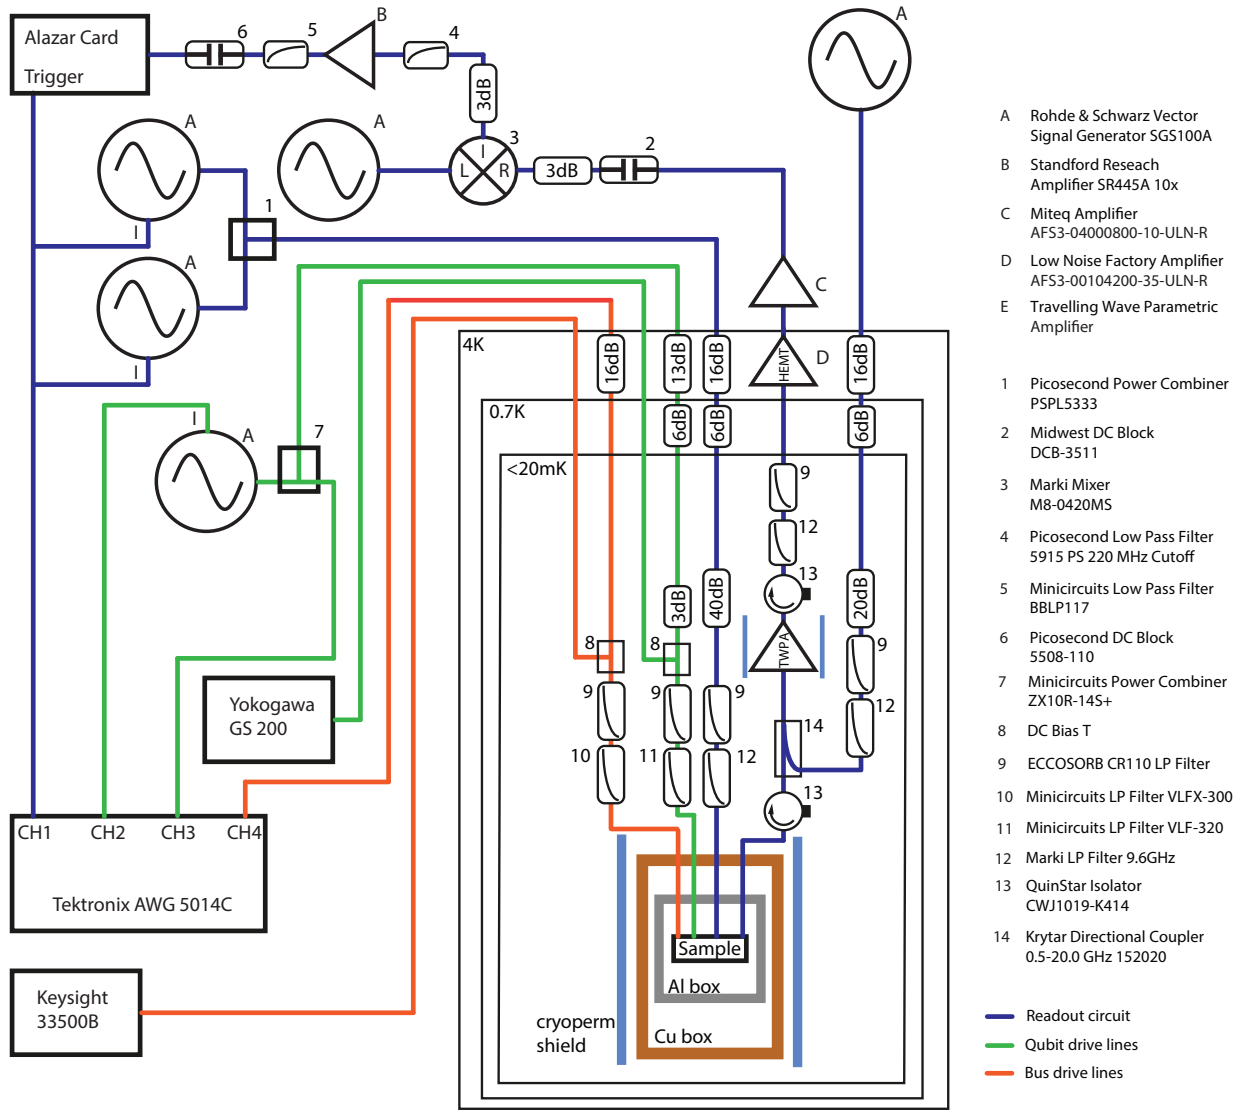 Alazar Card
Trigger
6
5
B
4
A
3dB
A
A
I
L
R
3
3dB
2
1
I
A
I
C
4K
16dB
13dB
16dB
HEMT
D
16dB
0.7K
6dB
6dB
6dB
I
A
7
<20mK
9
12
13
3dB
40dB
20dB
TWPA
8
8
9
9
9
9
12
10
11
12
14
13
Yokogawa
GS 200
CH1
CH2
CH3
CH4
Tektronix AWG 5014C
Keysight
33500B
Sample
Al box
Cu box
cryoperm
shield
A Rohde & Schwarz Vector
Signal Generator SGS100A
B Standford Reseach
Amplifier SR445A 10x
C Miteq Amplifier
AFS3-04000800-10-ULN-R
D Low Noise Factory Amplifier
AFS3-00104200-35-ULN-R
E Travelling Wave Parametric
Amplifier
1 Picosecond Power Combiner
PSPL5333
2 Midwest DC Block
DCB-3511
3 Marki Mixer
M8-0420MS
4 Picosecond Low Pass Filter
5915 PS 220 MHz Cutoff
5 Minicircuits Low Pass Filter
BBLP117
6 Picosecond DC Block
5508-110
7 Minicircuits Power Combiner
ZX10R-14S+
8 DC Bias T
9 ECCOSORB CR110 LP Filter
10 Minicircuits LP Filter VLFX-300
11 Minicircuits LP Filter VLF-320
12 Marki LP Filter 9.6GHz
13 QuinStar Isolator
CWJ1019-K414
14 Krytar Directional Coupler
0.5-20.0 GHz 152020
Readout circuit
Qubit drive lines
Bus drive lines